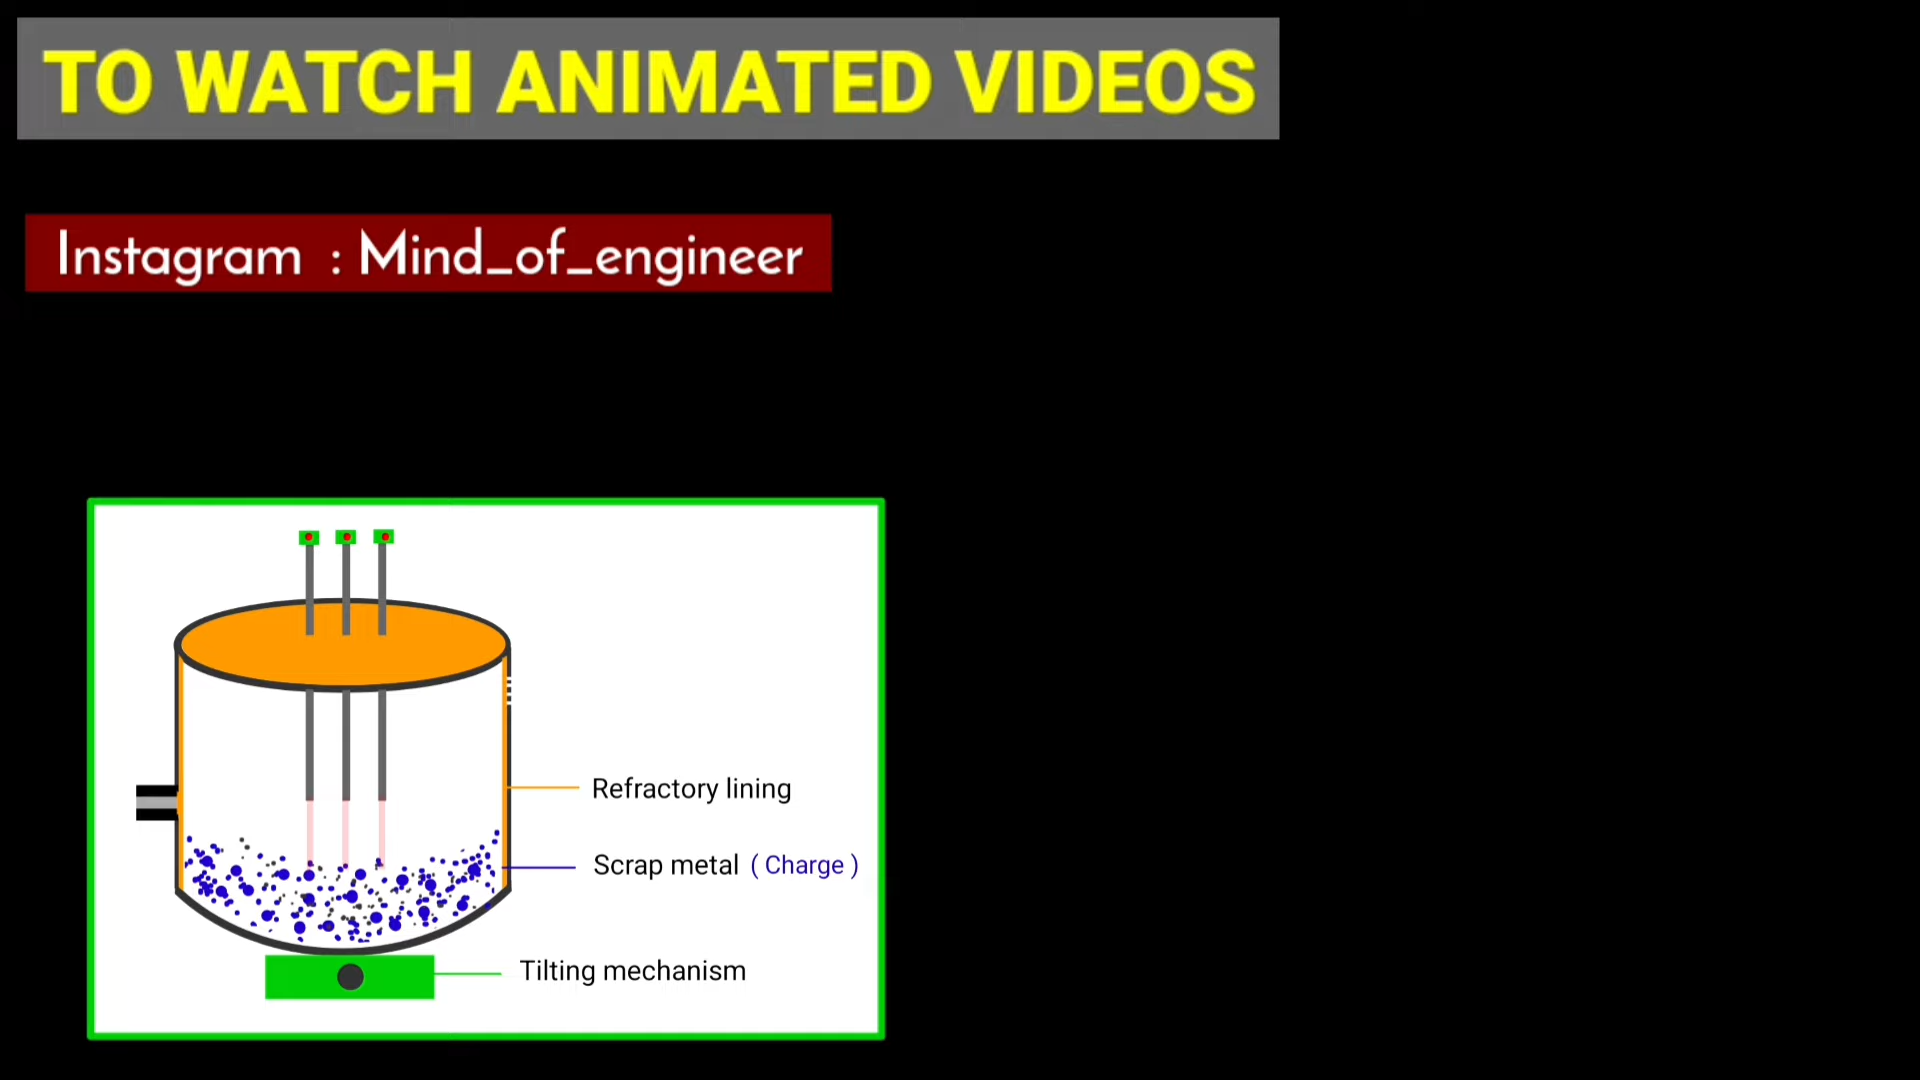 TO WATCH ANIMATED VIDEOS
Instagram : Mind_of_engineer
Refractory lining
Scrap metal ( Charge )
Tilting mechanism